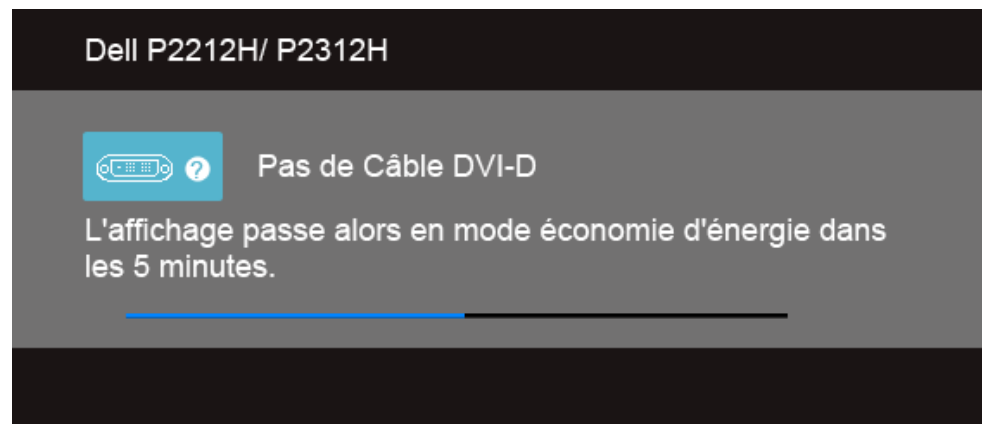 Dell P2212H/ P2312H
Pas de Câble DVI-D
L'affichage passe alors en mode économie d'énergie dans
les 5 minutes.